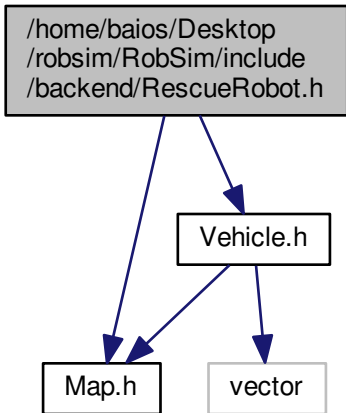 /home/baios/Desktop
/robsim/RobSim/include
/backend/RescueRobot.h
Vehicle.h
Map.h
vector